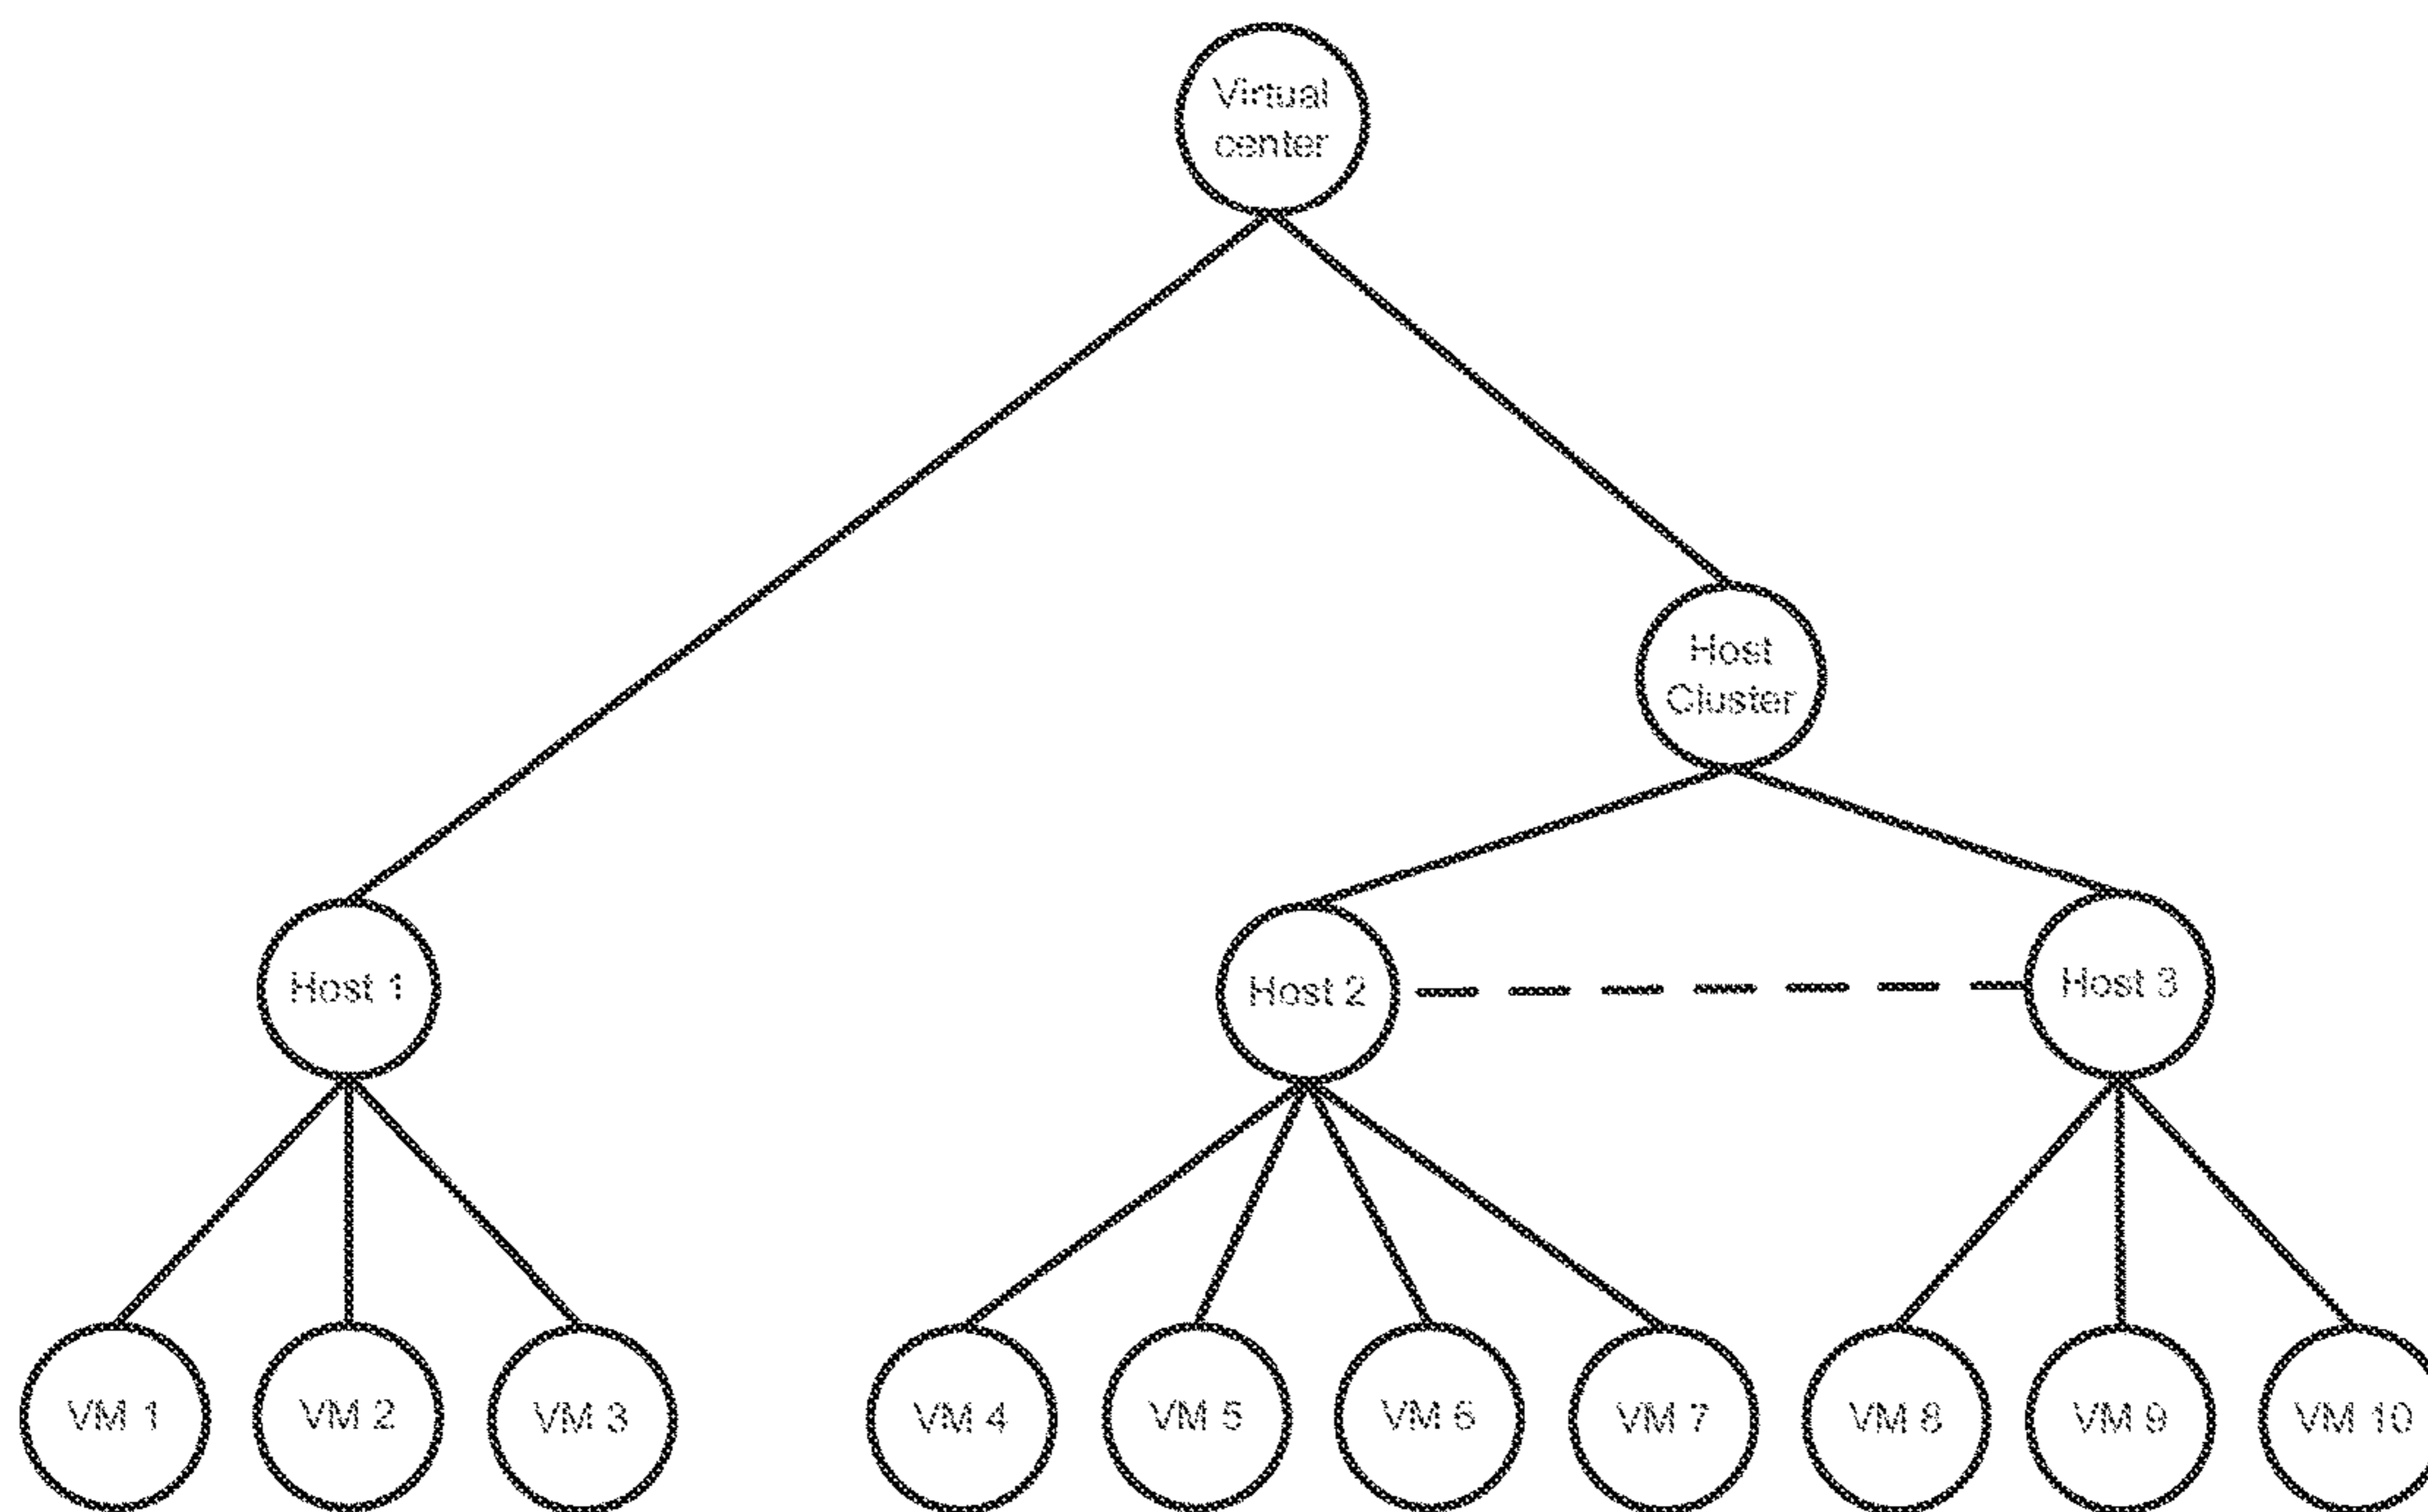 Virtual
center
Host
Cluster
Host 1
Host 2
Host 3
VM 1
VM 2
VM 3
VM 4
VM 5
VM 6
VM 7
VM 8
VM 9
VM 10